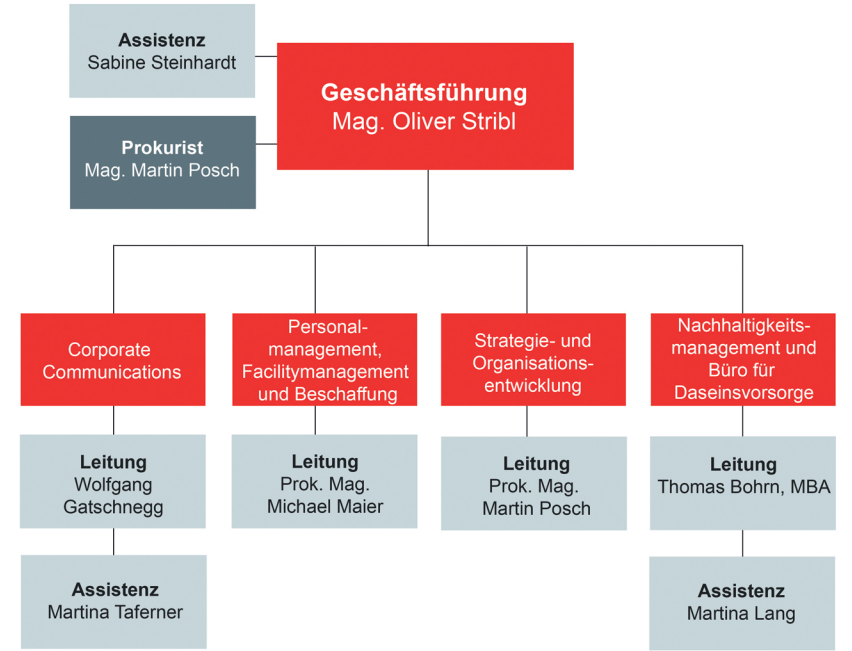 Assistenz
Sabine Steinhardt
Geschäftsführung
Mag. Oliver Stribl
Prokurist
Mag. Martin Posch
Corporate
Communications
Personal-
management,
Facilitymanagement
und Beschaffung
Strategie- und
Organisations-
entwicklung
Nachhaltigkeits-
management und
Büro für
Daseinsvorsorge
Leitung
Wolfgang
Gatschnegg
Leitung
Prok. Mag.
Michael Maier
Leitung
Prok. Mag.
Martin Posch
Leitung
Thomas Bohrn, MBA
Assistenz
Martina Taferner
Assistenz
Martina Lang